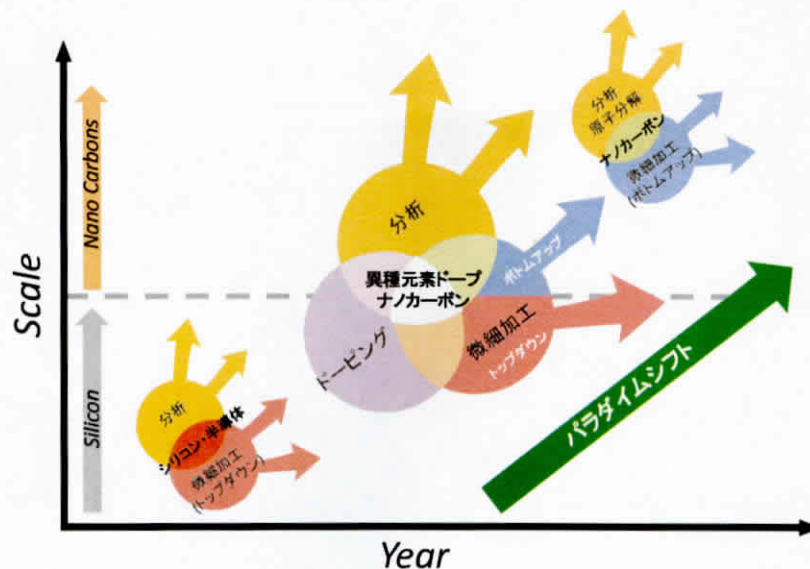 Scale
Nano Carbons
Silicon
分析
原子分解
ナノカーボン
微細加工
(ボトムアップ)
分析
異種元素ドープ
ナノカーボン
ボトムアップ
微細加工
トップダウン
ドーピング
分析
シリコン・半導体
微細加工
(トップダウン)
パラダイムシフト
Year